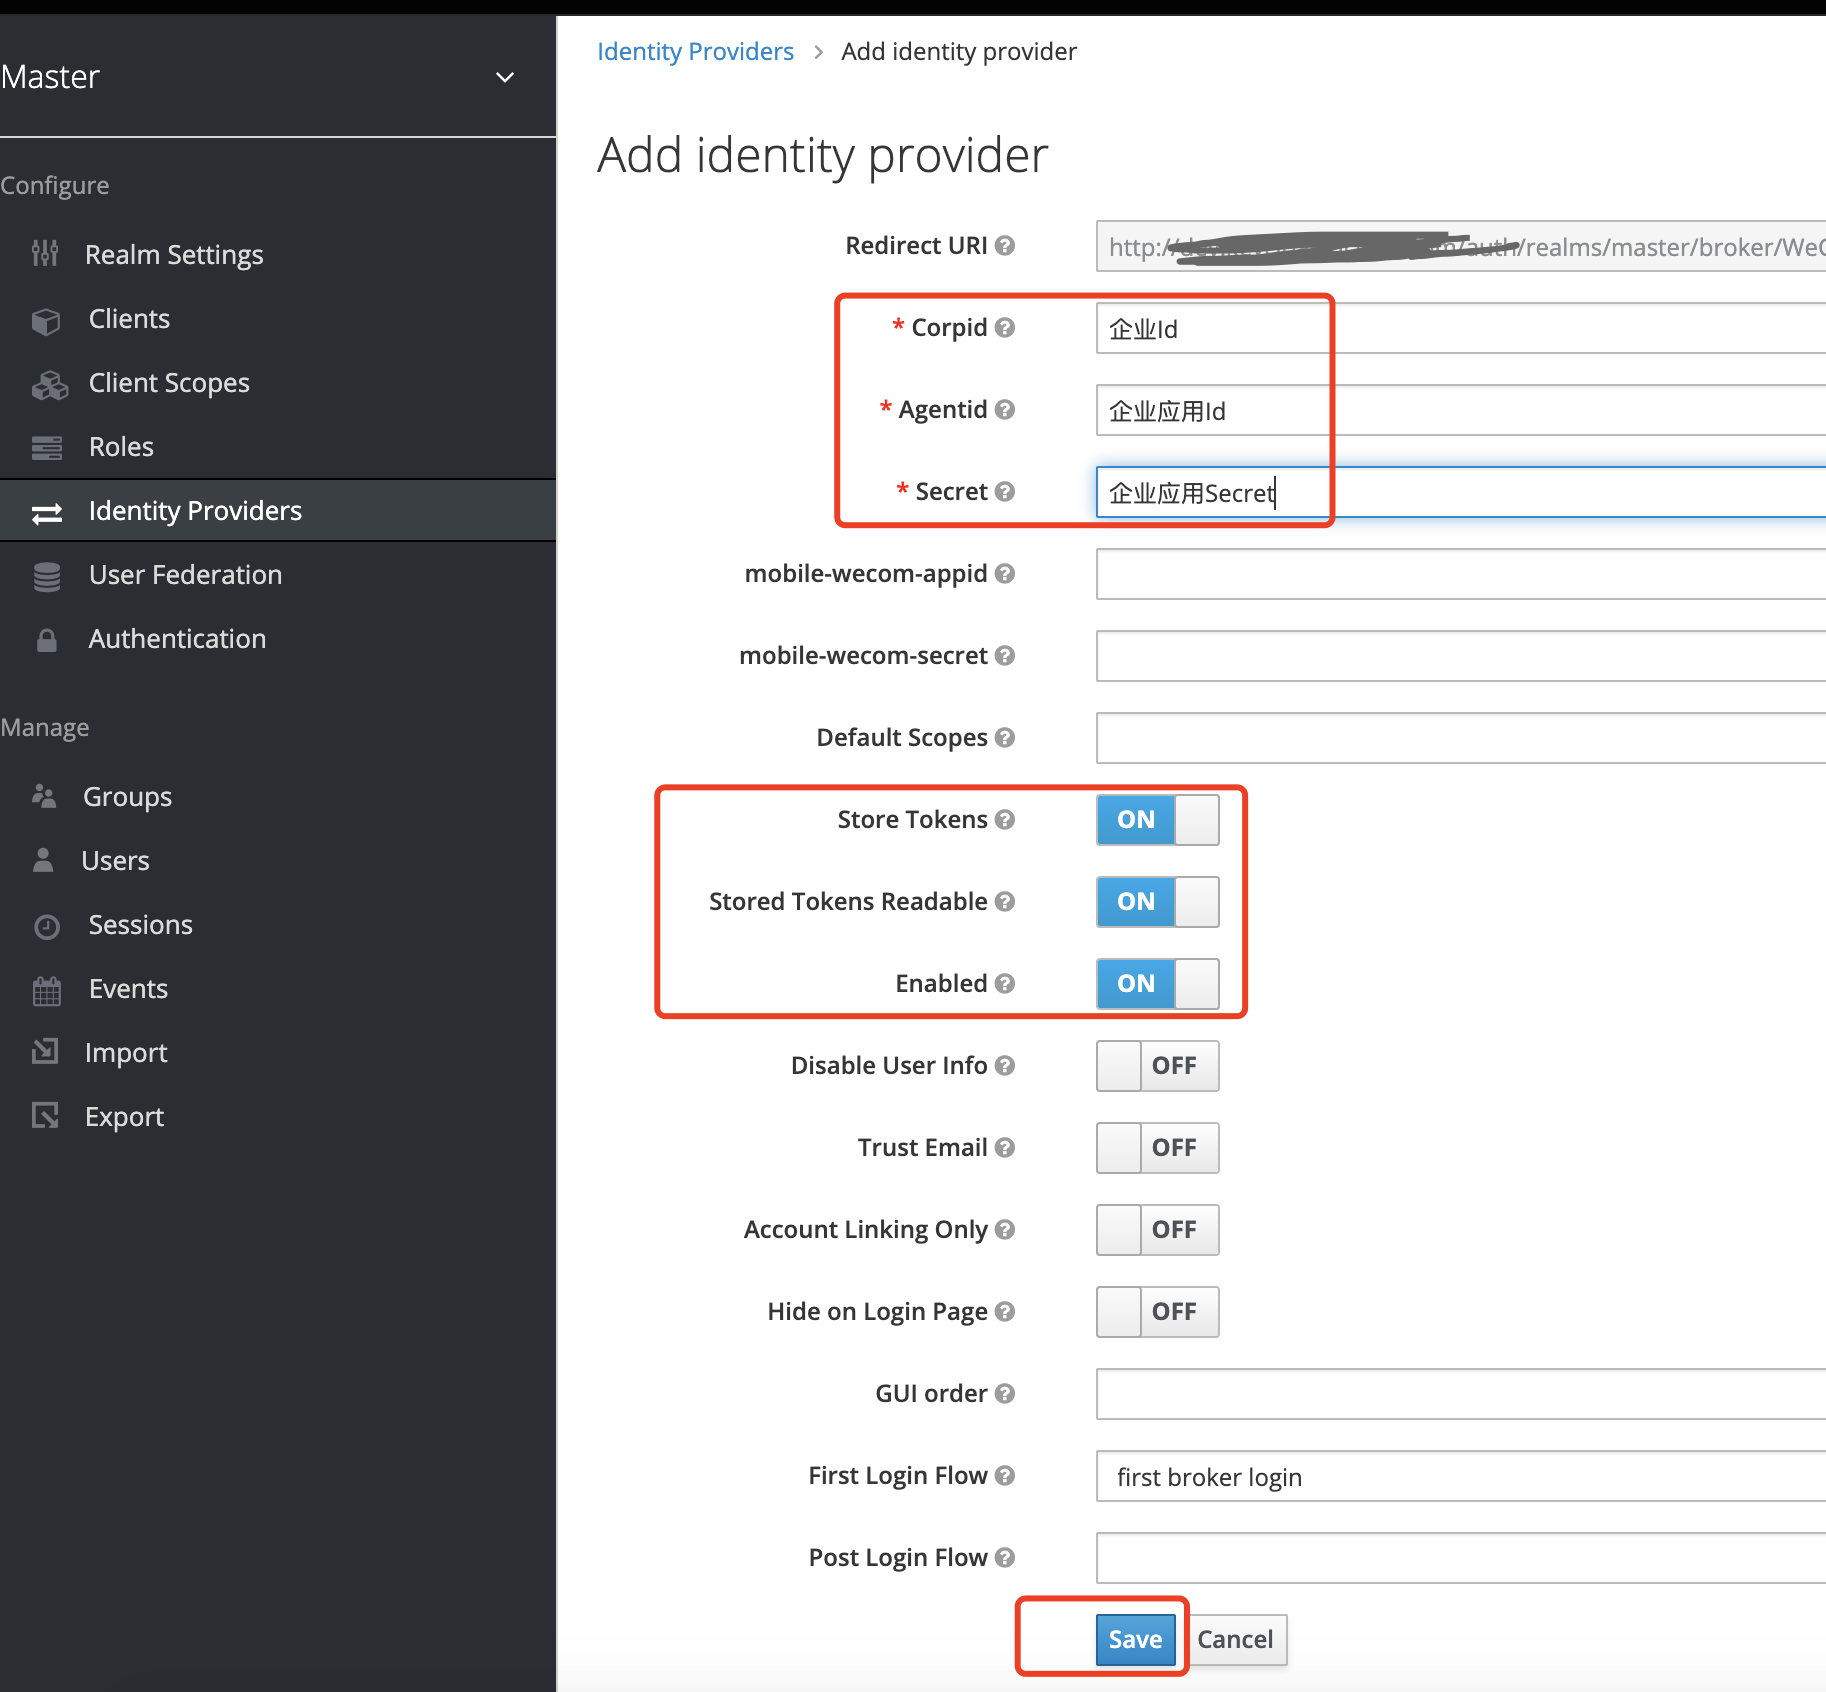 Master
Configure
Realm Settings
Clients
Client Scopes
Roles
Identity Providers
User Federation
Authentication
Manage
Groups
Users
Sessions
Events
Import
Export
Identity Providers > Add identity provider
Add identity provider
Redirect URI http:// /auth/realms/master/broker/WeC
* Corpid 企业Id
* Agentid 企业应用Id
* Secret 企业应用Secret
mobile-wecom-appid
mobile-wecom-secret
Default Scopes
Store Tokens ON
Stored Tokens Readable ON
Enabled ON
Disable User Info OFF
Trust Email OFF
Account Linking Only OFF
Hide on Login Page OFF
GUI order
First Login Flow first broker login
Post Login Flow
Save Cancel